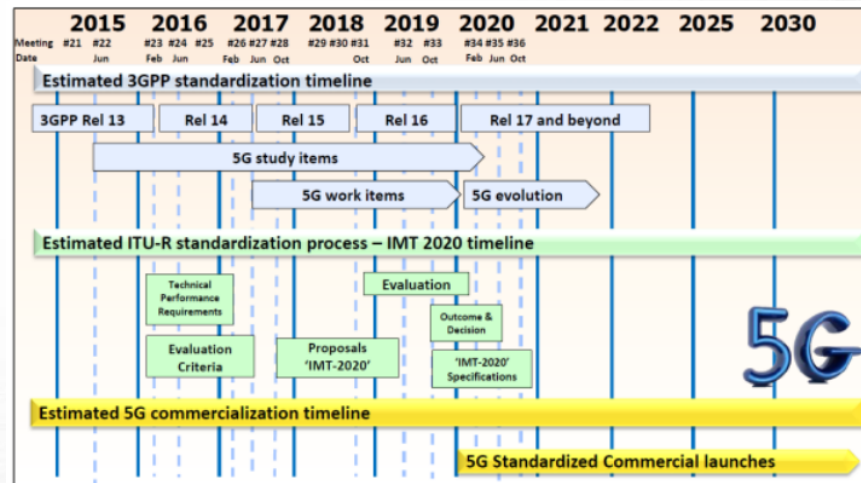 2015 2016 2017 2018 2019 2020 2021 2022 2025 2030
Meeting #21 #22 #23 #24 #25 #26 #27 #28 #29 #30 #31 #32 #33 #34 #35 #36
Date Jun Feb Jun Feb Jun Oct Oct Jun Oct Feb Jun Oct
Estimated 3GPP standardization timeline
3GPP Rel 13 Rel 14 Rel 15 Rel 16 Rel 17 and beyond
5G study items
5G work items 5G evolution
Estimated ITU-R standardization process – IMT 2020 timeline
Technical
Performance
Requirements
Evaluation
Outcome &
Decision
Evaluation
Criteria
Proposals
'IMT-2020'
'IMT-2020'
Specifications
5G
Estimated 5G commercialization timeline
5G Standardized Commercial launches